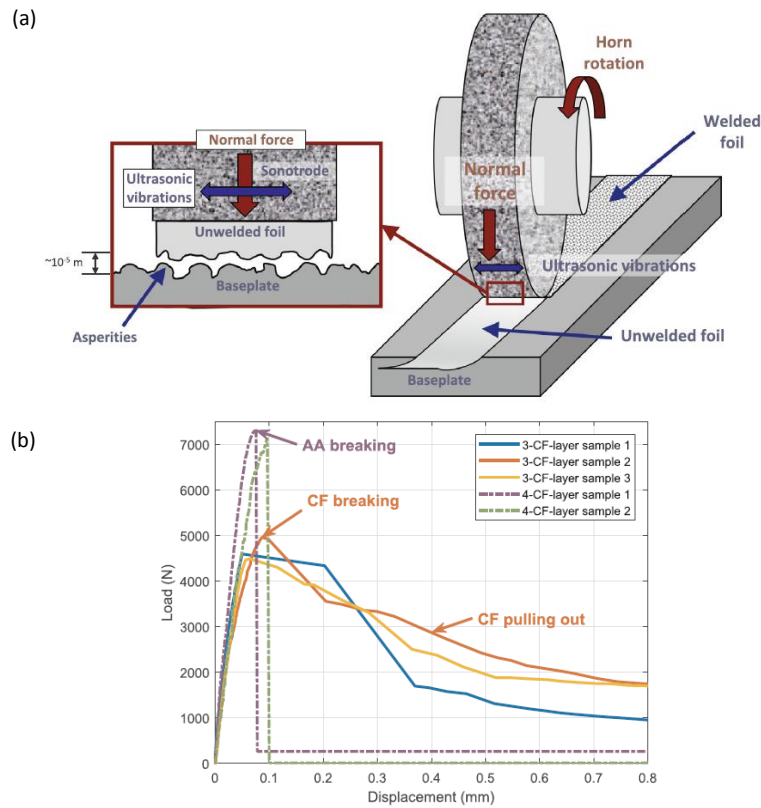 (a)
Horn
rotation
Welded
foil
Normal force
Ultrasonic
vibrations
Sonotrode
Unwelded foil
~10⁻⁵ m
Baseplate
Asperities
Normal
force
Ultrasonic vibrations
Unwelded foil
Baseplate
(b)
AA breaking
CF breaking
CF pulling out
3-CF-layer sample 1
3-CF-layer sample 2
3-CF-layer sample 3
4-CF-layer sample 1
4-CF-layer sample 2
Load (N)
7000
6000
5000
4000
3000
2000
1000
0
0 0.1 0.2 0.3 0.4 0.5 0.6 0.7 0.8
Displacement (mm)